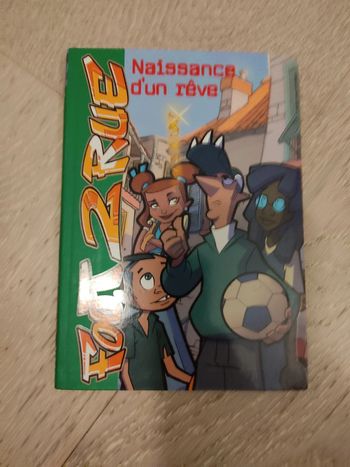 Naissance
d'un rêve
FOOT 2 RUE